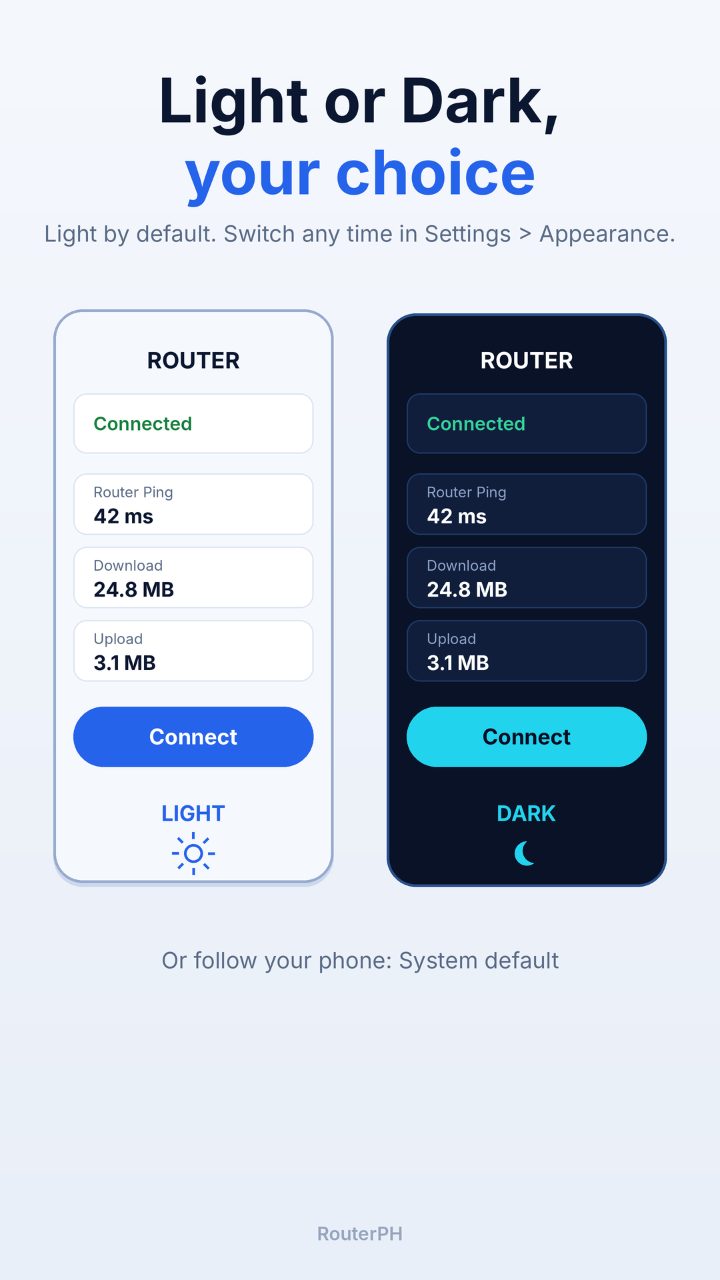 Light or Dark,
your choice
Light by default. Switch any time in Settings > Appearance.
ROUTER
Connected
Router Ping
42 ms
Download
24.8 MB
Upload
3.1 MB
Connect
LIGHT
ROUTER
Connected
Router Ping
42 ms
Download
24.8 MB
Upload
3.1 MB
Connect
DARK
Or follow your phone: System default
RouterPH